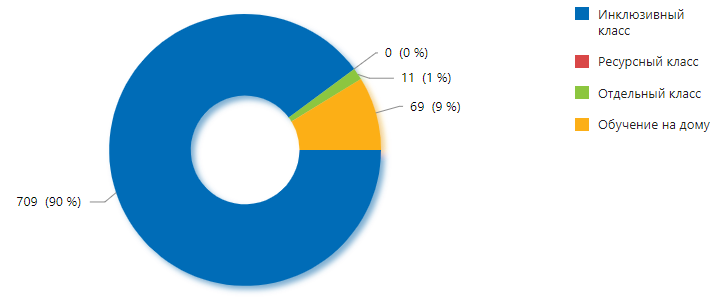 0 (0 %)
11 (1 %)
69 (9 %)
709 (90 %)
Инклюзивный
класс
Ресурсный класс
Отдельный класс
Обучение на дому